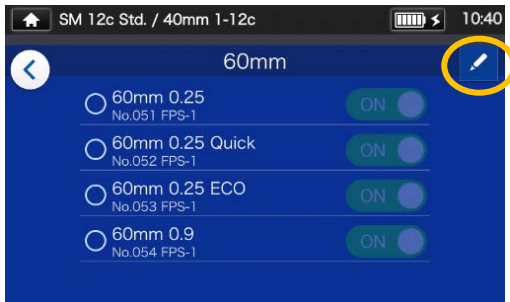 SM 12c Std. / 40mm 1-12c 10:40
60mm
60mm 0.25
No.051 FPS-1
ON
60mm 0.25 Quick
No.052 FPS-1
ON
60mm 0.25 ECO
No.053 FPS-1
ON
60mm 0.9
No.054 FPS-1
ON